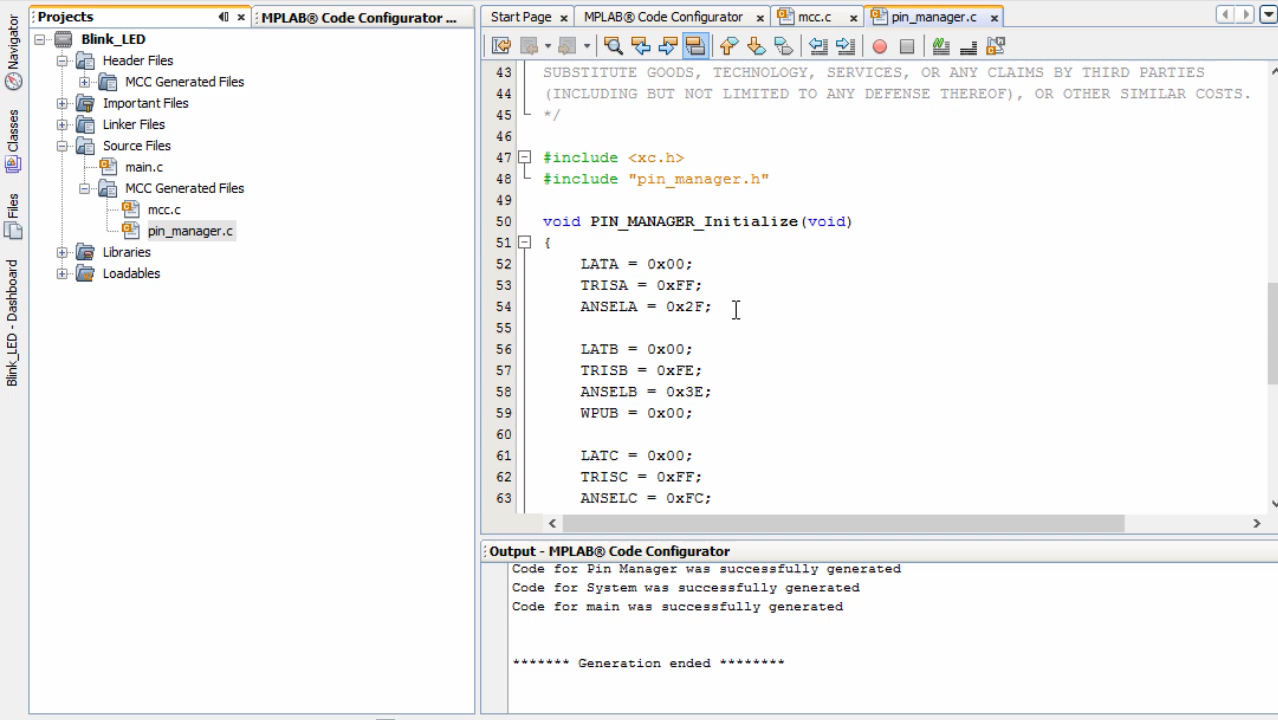 Projects
MPLAB® Code Configurator ...
Blink_LED
Header Files
MCC Generated Files
Important Files
Linker Files
Source Files
main.c
MCC Generated Files
mcc.c
pin_manager.c
Libraries
Loadables
Navigator
Classes
Files
Blink_LED - Dashboard
Start Page
MPLAB® Code Configurator
mcc.c
pin_manager.c
43 SUBSTITUTE GOODS, TECHNOLOGY, SERVICES, OR ANY CLAIMS BY THIRD PARTIES
44 (INCLUDING BUT NOT LIMITED TO ANY DEFENSE THEREOF), OR OTHER SIMILAR COSTS.
45 */
46
47 #include <xc.h>
48 #include "pin_manager.h"
49
50 void PIN_MANAGER_Initialize(void)
51 {
52 LATA = 0x00;
53 TRISA = 0xFF;
54 ANSELA = 0x2F;
55
56 LATB = 0x00;
57 TRISB = 0xFE;
58 ANSELB = 0x3E;
59 WPUB = 0x00;
60
61 LATC = 0x00;
62 TRISC = 0xFF;
63 ANSELC = 0xFC;
Output - MPLAB® Code Configurator
Code for Pin Manager was successfully generated
Code for System was successfully generated
Code for main was successfully generated
******* Generation ended ********